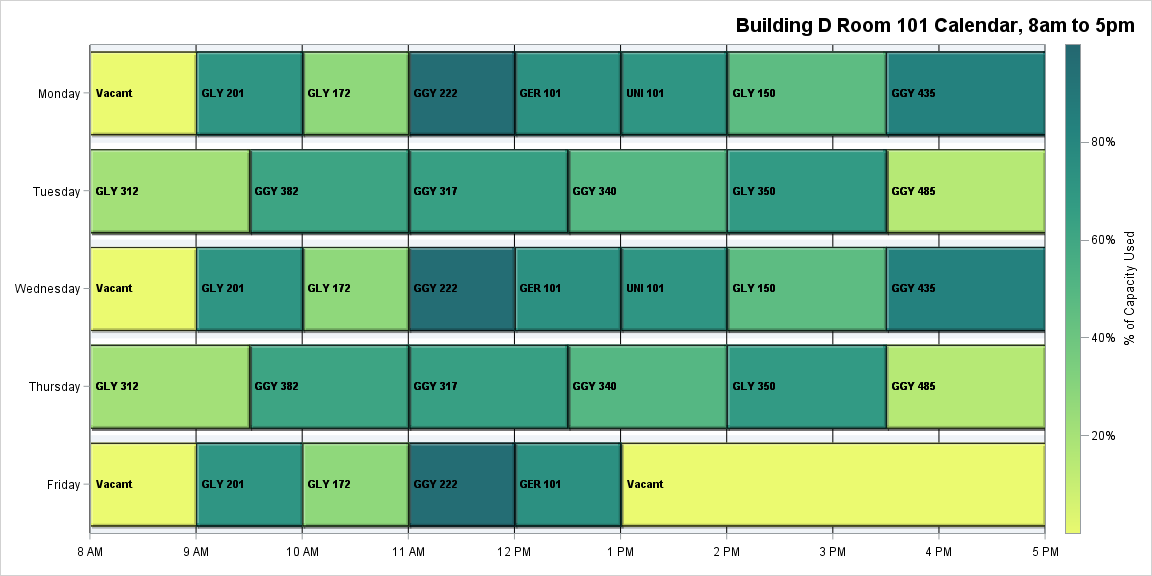 Building D Room 101 Calendar, 8am to 5pm
Monday
Vacant GLY 201 GLY 172 GGY 222 GER 101 UNI 101 GLY 150 GGY 435
Tuesday
GLY 312 GGY 382 GGY 317 GGY 340 GLY 350 GGY 485
Wednesday
Vacant GLY 201 GLY 172 GGY 222 GER 101 UNI 101 GLY 150 GGY 435
Thursday
GLY 312 GGY 382 GGY 317 GGY 340 GLY 350 GGY 485
Friday
Vacant GLY 201 GLY 172 GGY 222 GER 101 Vacant
8 AM 9 AM 10 AM 11 AM 12 PM 1 PM 2 PM 3 PM 4 PM 5 PM
80%
60%
40%
20%
% of Capacity Used